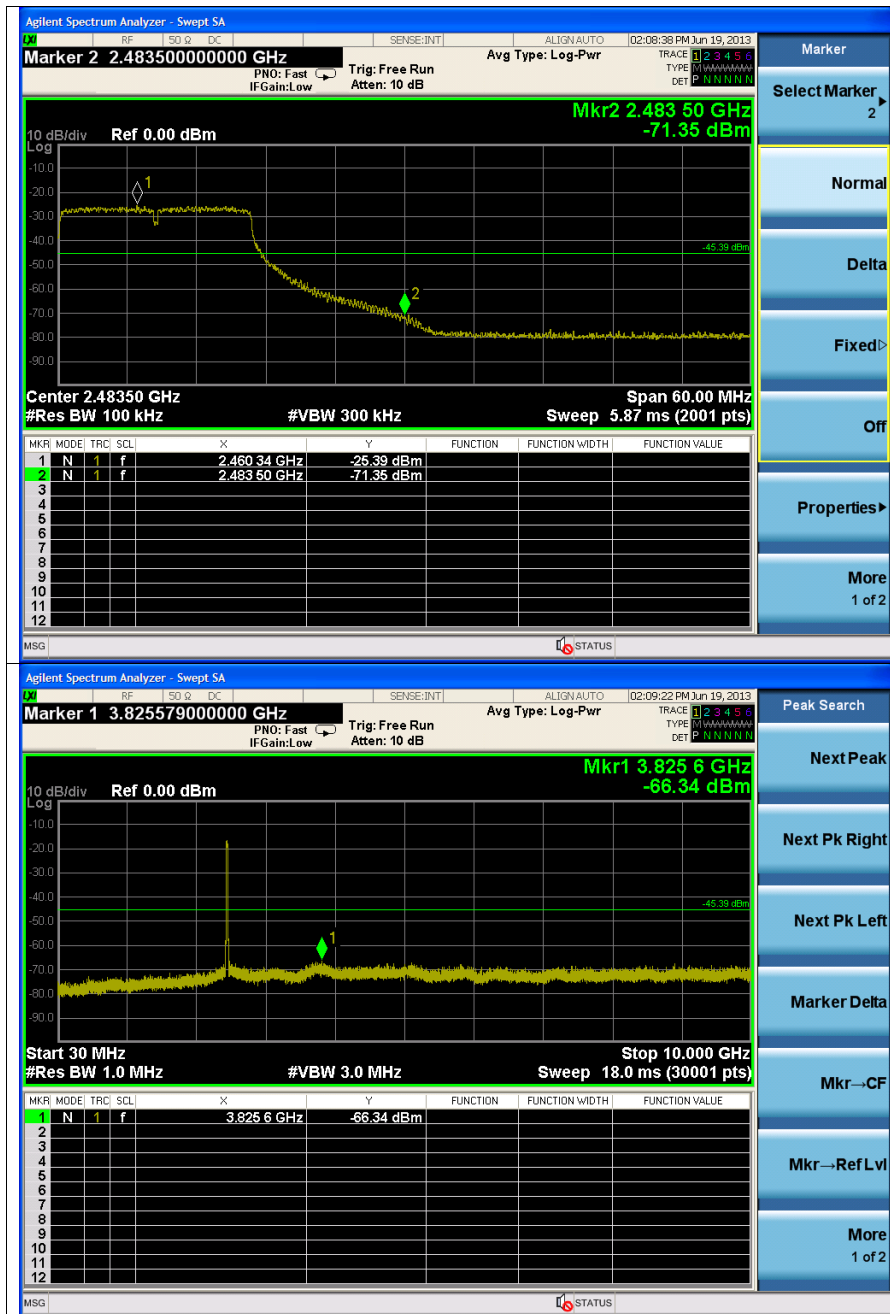 Agilent Spectrum Analyzer - Swept SA
LXI RF 50 Ω DC SENSE:INT ALIGN AUTO 02:08:38 PM Jun 19, 2013
Marker 2 2.483500000000 GHz
PNO: Fast
IFGain:Low
Trig: Free Run
Atten: 10 dB
Avg Type: Log-Pwr
TRACE 1 2 3 4 5 6
TYPE M WWWWW
DET P N N N N N
Mkr2 2.483 50 GHz
-71.35 dBm
10 dB/div Ref 0.00 dBm
Log
-10.0
-20.0
-30.0
-40.0
-50.0
-60.0
-70.0
-80.0
-90.0
1
2
-45.39 dBm
Center 2.48350 GHz Span 60.00 MHz
#Res BW 100 kHz #VBW 300 kHz Sweep 5.87 ms (2001 pts)
MKR MODE TRC SCL X Y FUNCTION FUNCTION WIDTH FUNCTION VALUE
1 N 1 f 2.460 34 GHz -25.39 dBm
2 N 1 f 2.483 50 GHz -71.35 dBm
3
4
5
6
7
8
9
10
11
12
MSG STATUS
Marker
Select Marker
2
Normal
Delta
Fixed
Off
Properties
More
1 of 2
Agilent Spectrum Analyzer - Swept SA
LXI RF 50 Ω DC SENSE:INT ALIGN AUTO 02:09:22 PM Jun 19, 2013
Marker 1 3.825579000000 GHz
PNO: Fast
IFGain:Low
Trig: Free Run
Atten: 10 dB
Avg Type: Log-Pwr
TRACE 1 2 3 4 5 6
TYPE M WWWWW
DET P N N N N N
Mkr1 3.825 6 GHz
-66.34 dBm
10 dB/div Ref 0.00 dBm
Log
-10.0
-20.0
-30.0
-40.0
-50.0
-60.0
-70.0
-80.0
-90.0
1
-45.39 dBm
Start 30 MHz Stop 10.000 GHz
#Res BW 1.0 MHz #VBW 3.0 MHz Sweep 18.0 ms (30001 pts)
MKR MODE TRC SCL X Y FUNCTION FUNCTION WIDTH FUNCTION VALUE
1 N 1 f 3.825 6 GHz -66.34 dBm
2
3
4
5
6
7
8
9
10
11
12
MSG STATUS
Peak Search
Next Peak
Next Pk Right
Next Pk Left
Marker Delta
Mkr→CF
Mkr→Ref Lvl
More
1 of 2